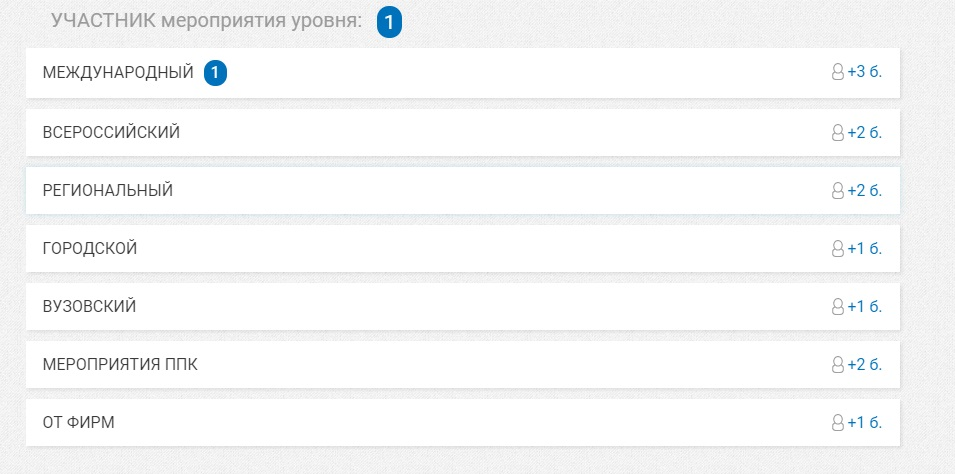 УЧАСТНИК мероприятия уровня: 1
МЕЖДУНАРОДНЫЙ 1 +3 б.
ВСЕРОССИЙСКИЙ +2 б.
РЕГИОНАЛЬНЫЙ +2 б.
ГОРОДСКОЙ +1 б.
ВУЗОВСКИЙ +1 б.
МЕРОПРИЯТИЯ ППК +2 б.
ОТ ФИРМ +1 б.